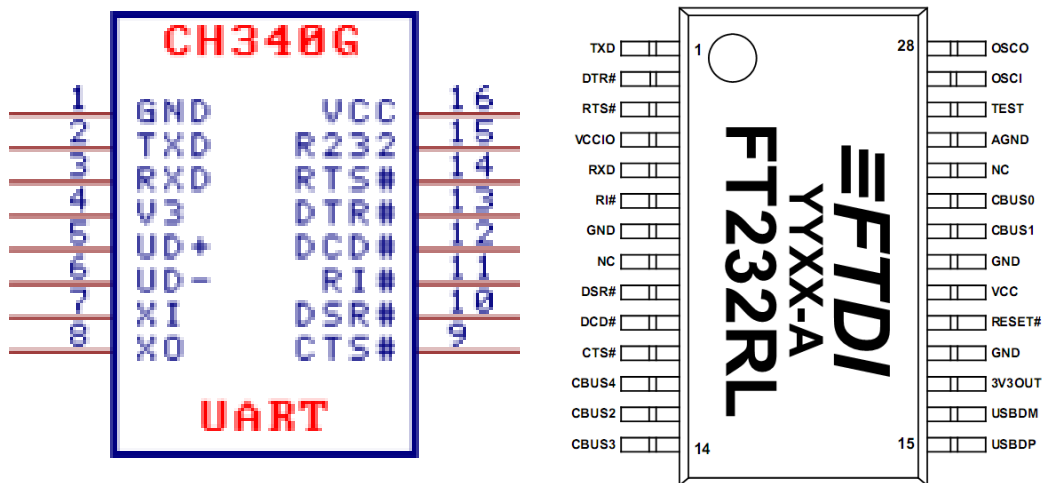 CH340G
1 GND VCC 16
2 TXD R232 15
3 RXD RTS# 14
4 V3 DTR# 13
5 UD+ DCD# 12
6 UD- RI# 11
7 XI DSR# 10
8 XO CTS# 9
UART
TXD 1 28 OSCO
DTR# OSCI
RTS# TEST
VCCIO AGND
RXD NC
RI# CBUS0
GND CBUS1
NC GND
DSR# VCC
DCD# RESET#
CTS# GND
CBUS4 3V3OUT
CBUS2 USBDM
CBUS3 14 15 USBDP
FTDI
YYXX-A
FT232RL